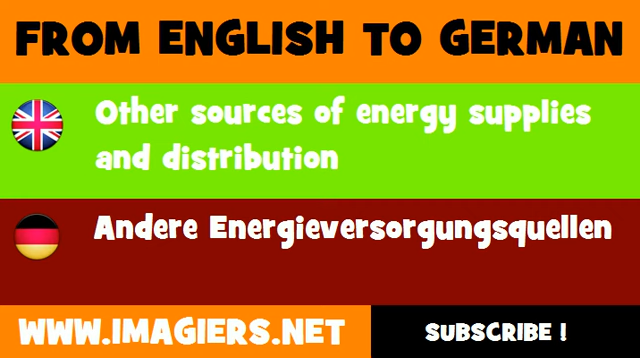 FROM ENGLISH TO GERMAN
Other sources of energy supplies
and distribution
Andere Energieversorgungsquellen
WWW.IMAGIERS.NET
SUBSCRIBE !